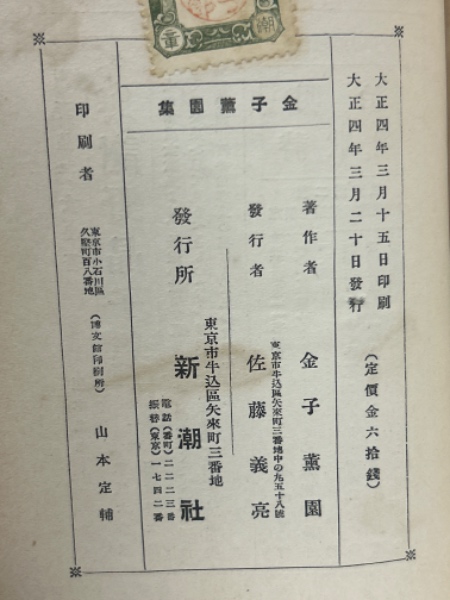 大正四年三月十五日印刷
大正四年三月二十日發行
（定價金六拾錢）
金子薰園集
著作者
金子薰園
東京市牛込區矢來町三番地中の九五十八號
發行者
佐藤義亮
東京市牛込區矢來町三番地
發行所
新潮社
電話（番町）二二二三番
振替（東京）一七四二番
印刷者
東京市小石川區
久堅町百八番地
（博文館印刷所）
山本定輔
潮